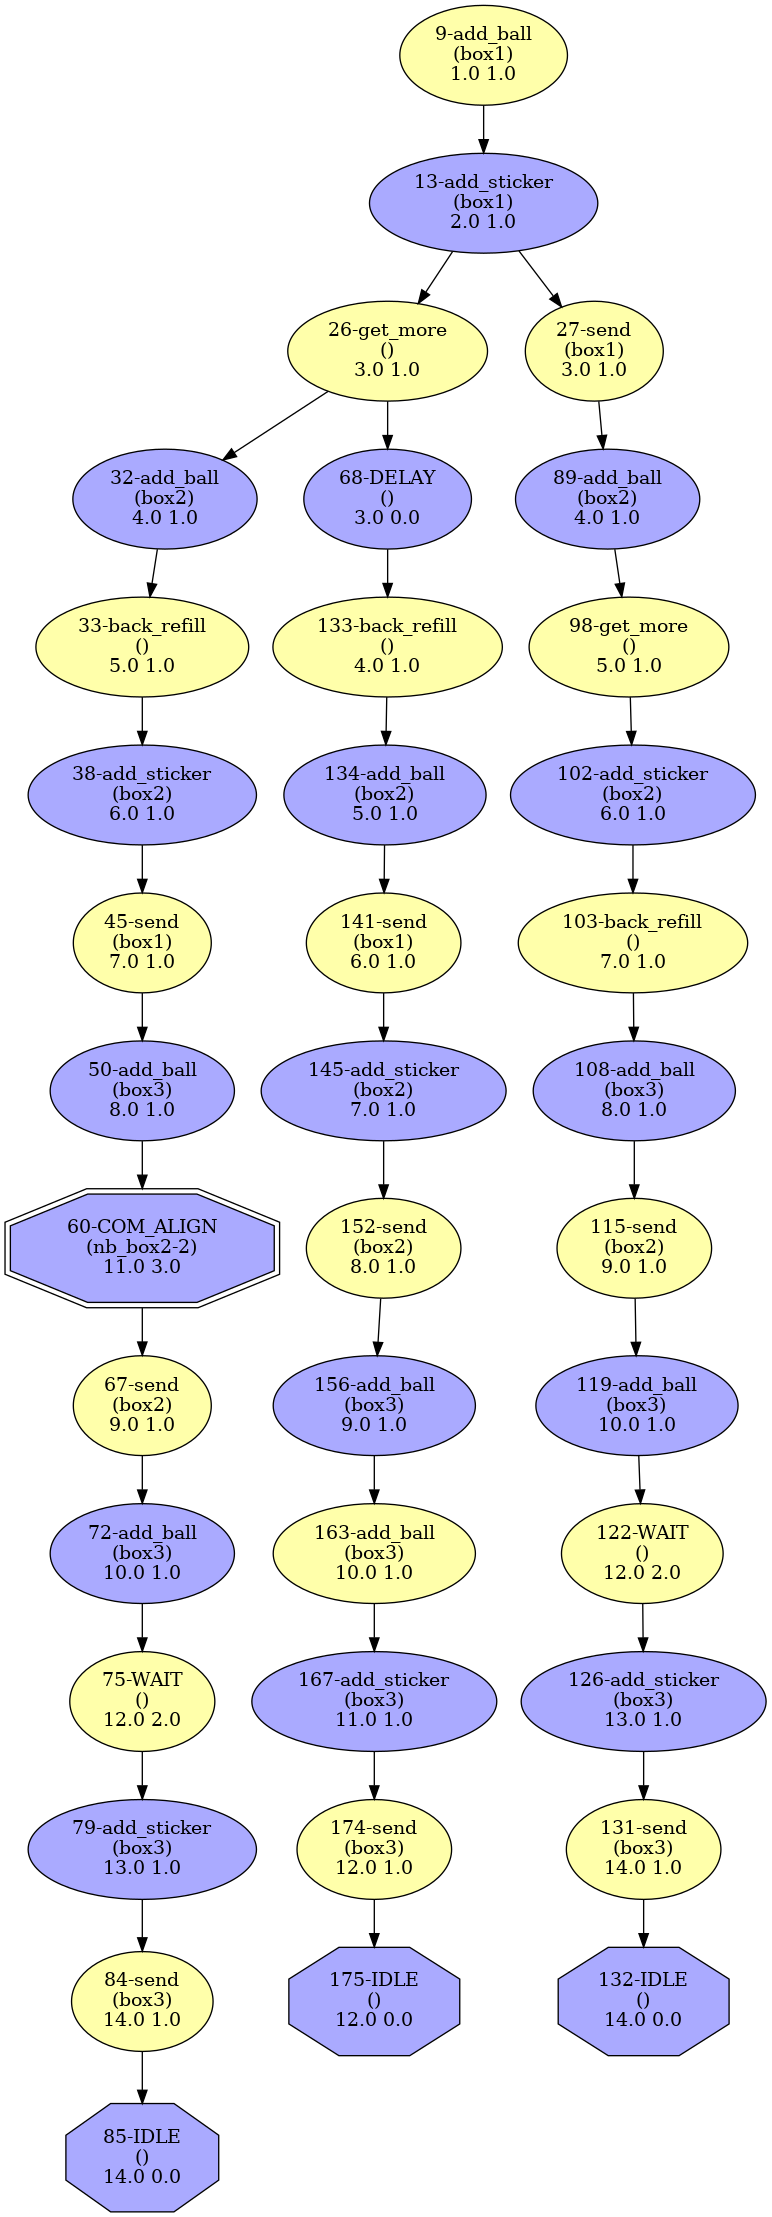 9-add_ball
(box1)
1.0 1.0
13-add_sticker
(box1)
2.0 1.0
26-get_more
()
3.0 1.0
27-send
(box1)
3.0 1.0
32-add_ball
(box2)
4.0 1.0
68-DELAY
()
3.0 0.0
89-add_ball
(box2)
4.0 1.0
33-back_refill
()
5.0 1.0
133-back_refill
()
4.0 1.0
98-get_more
()
5.0 1.0
38-add_sticker
(box2)
6.0 1.0
134-add_ball
(box2)
5.0 1.0
102-add_sticker
(box2)
6.0 1.0
45-send
(box1)
7.0 1.0
141-send
(box1)
6.0 1.0
103-back_refill
()
7.0 1.0
50-add_ball
(box3)
8.0 1.0
145-add_sticker
(box2)
7.0 1.0
108-add_ball
(box3)
8.0 1.0
60-COM_ALIGN
(nb_box2-2)
11.0 3.0
152-send
(box2)
8.0 1.0
115-send
(box2)
9.0 1.0
67-send
(box2)
9.0 1.0
156-add_ball
(box3)
9.0 1.0
119-add_ball
(box3)
10.0 1.0
72-add_ball
(box3)
10.0 1.0
163-add_ball
(box3)
10.0 1.0
122-WAIT
()
12.0 2.0
75-WAIT
()
12.0 2.0
167-add_sticker
(box3)
11.0 1.0
126-add_sticker
(box3)
13.0 1.0
79-add_sticker
(box3)
13.0 1.0
174-send
(box3)
12.0 1.0
131-send
(box3)
14.0 1.0
84-send
(box3)
14.0 1.0
175-IDLE
()
12.0 0.0
132-IDLE
()
14.0 0.0
85-IDLE
()
14.0 0.0